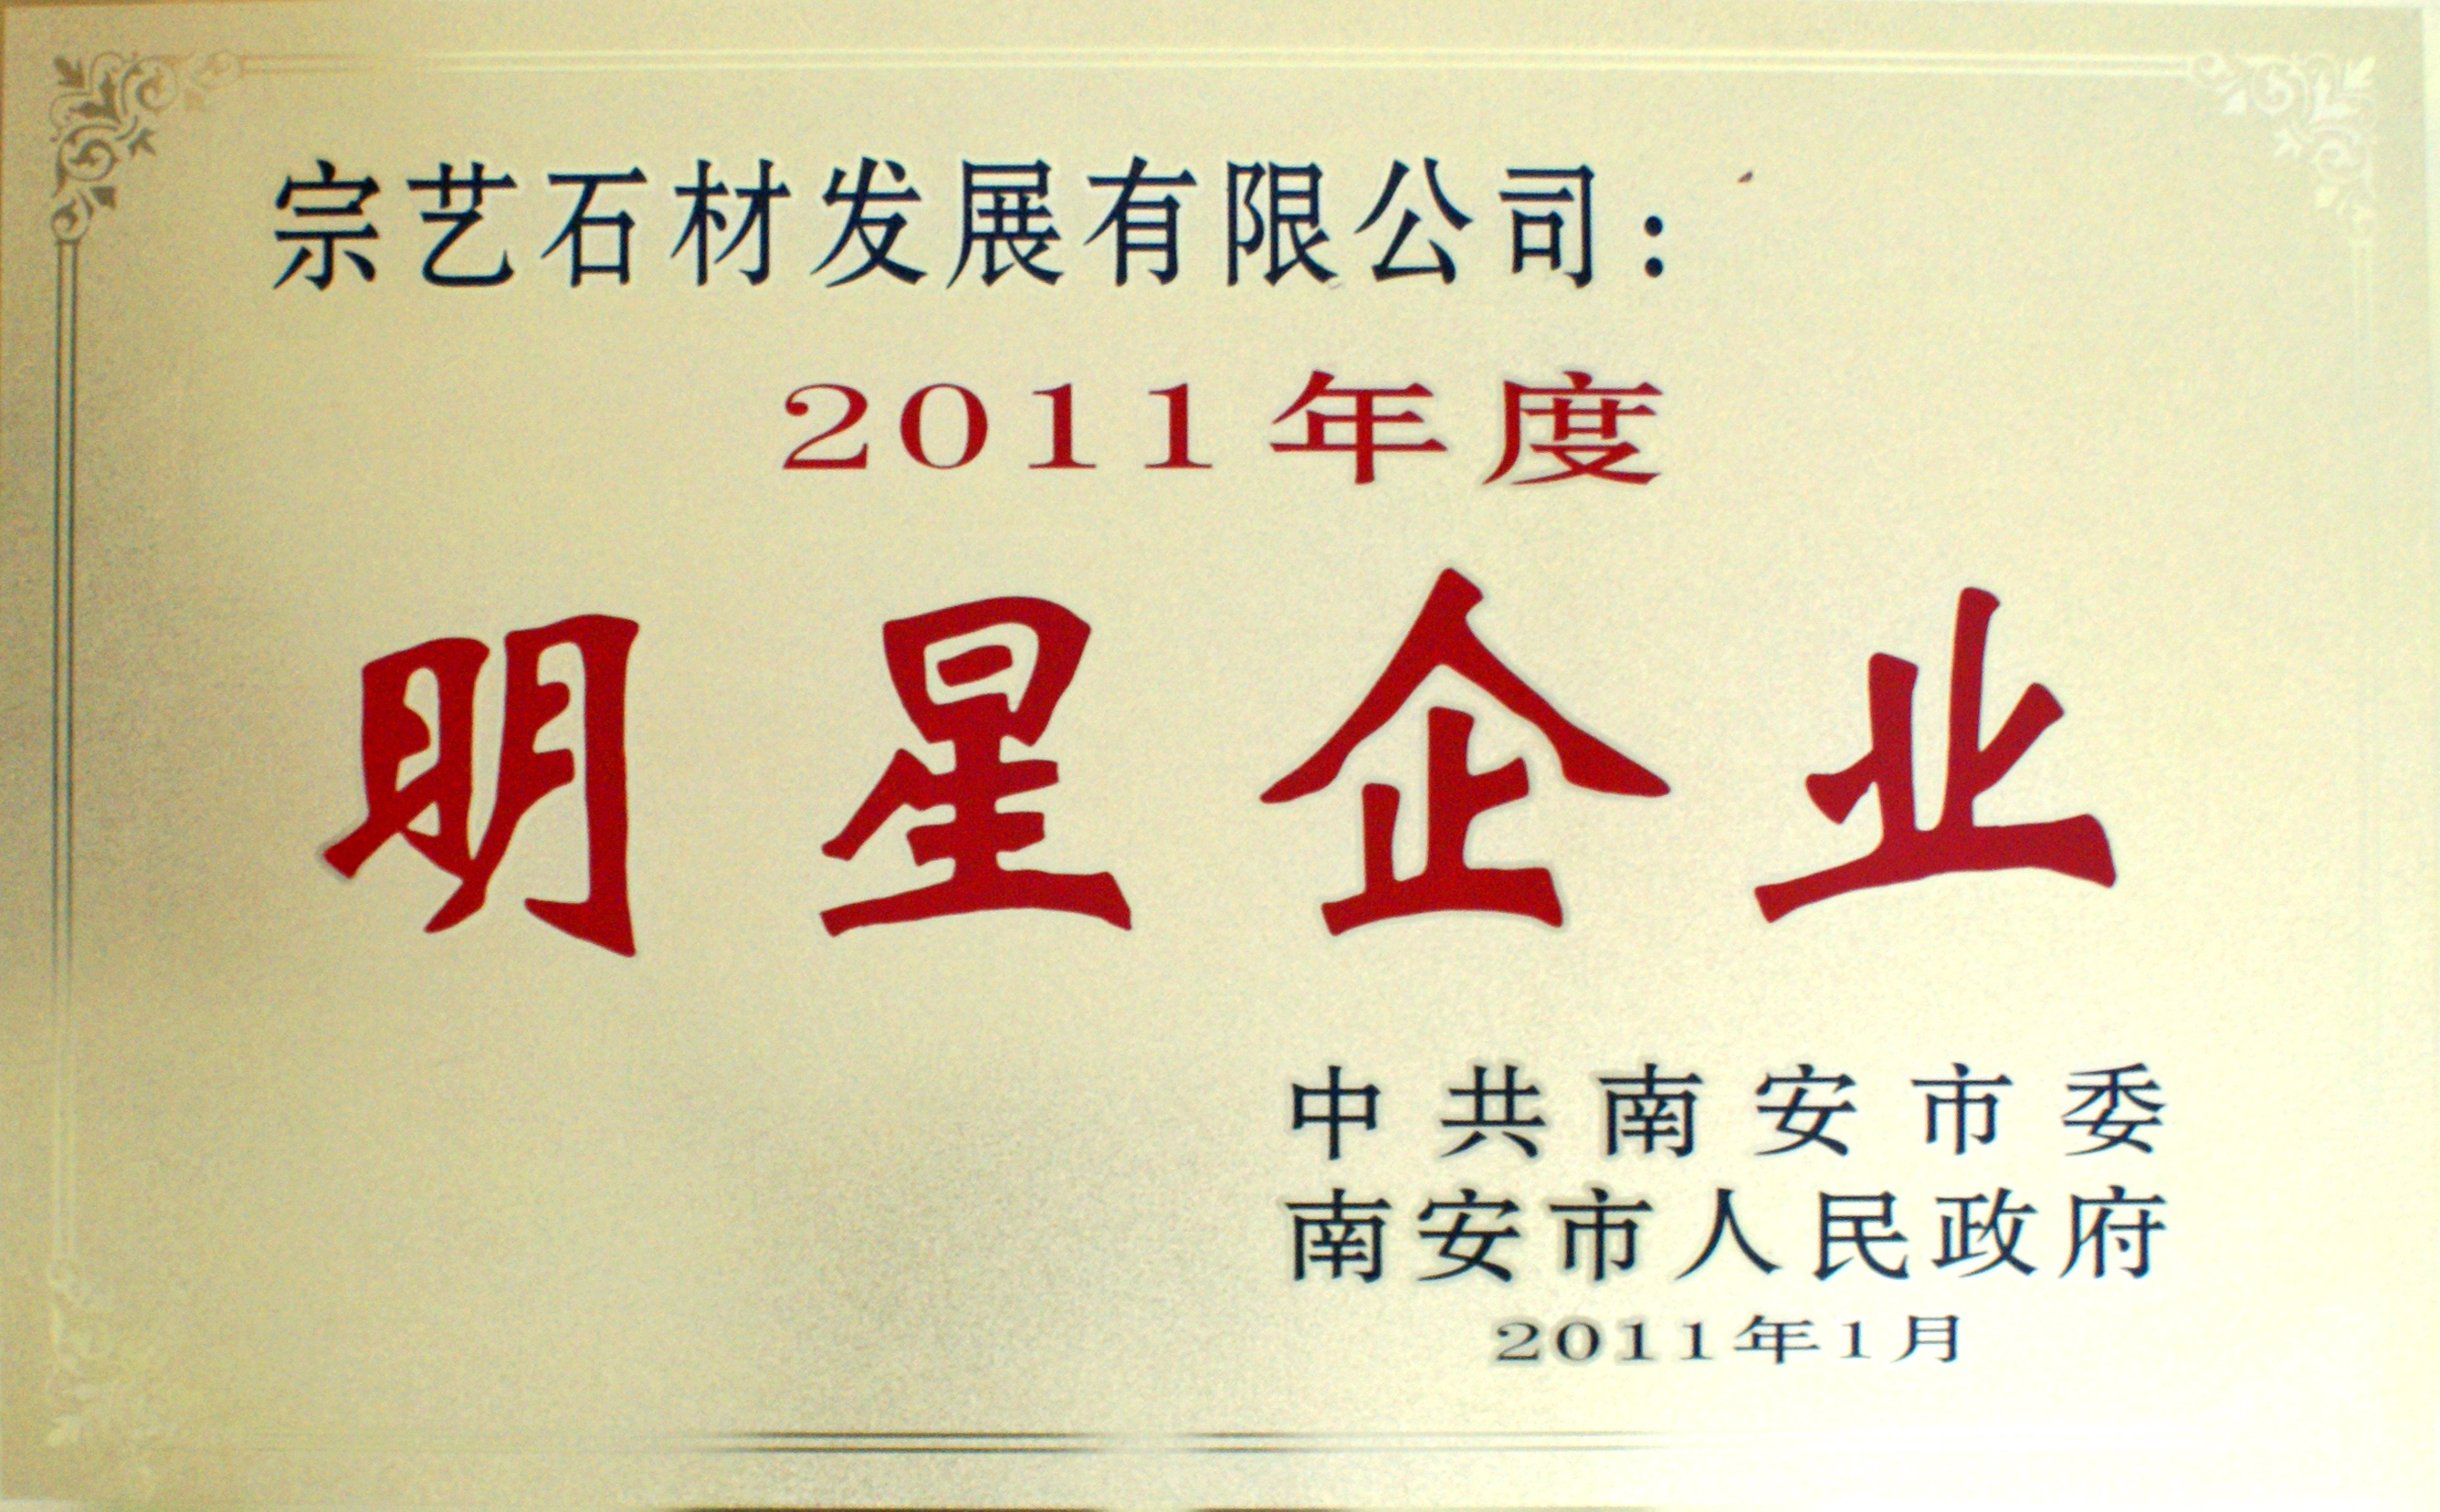 宗艺石材发展有限公司：
2011年度
明星企业
中共南安市委
南安市人民政府
2011年1月